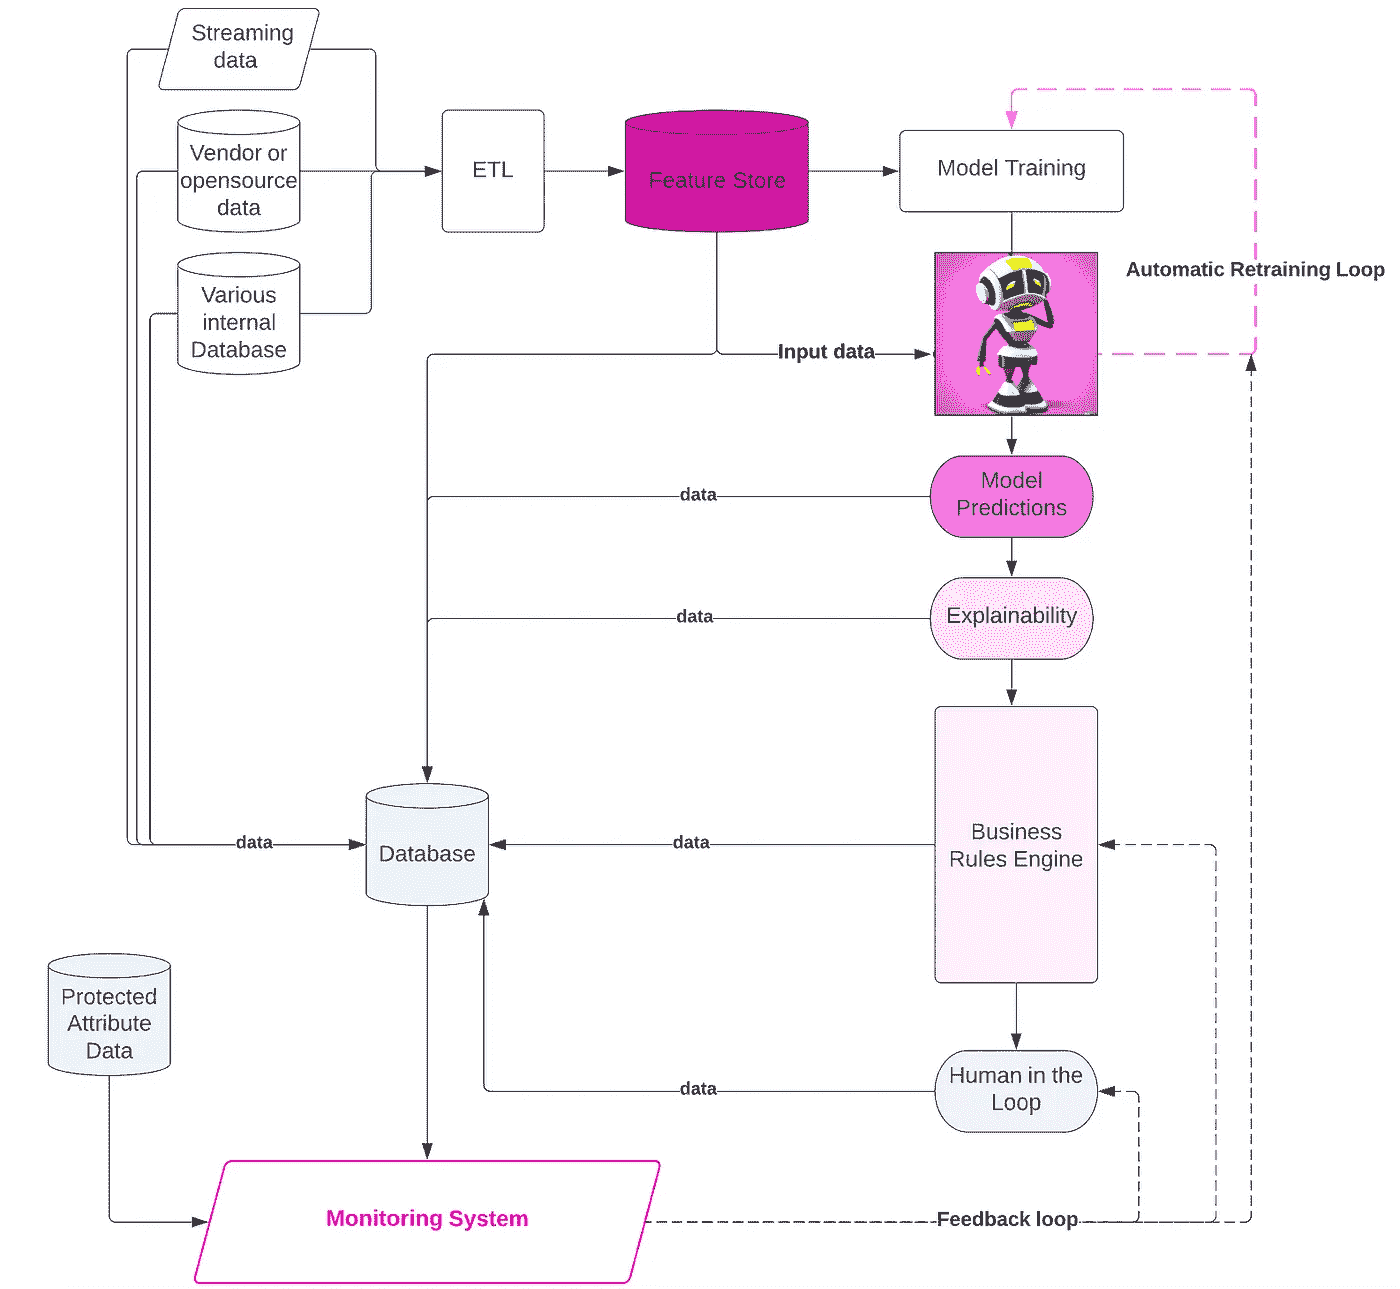 Streaming
data
Vendor or
opensource
data
Various
internal
Database
ETL
Feature Store
Model Training
Automatic Retraining Loop
Input data
Model
Predictions
data
Explainability
data
Business
Rules Engine
data
data
Database
Protected
Attribute
Data
Human in the
Loop
data
Monitoring System
Feedback loop